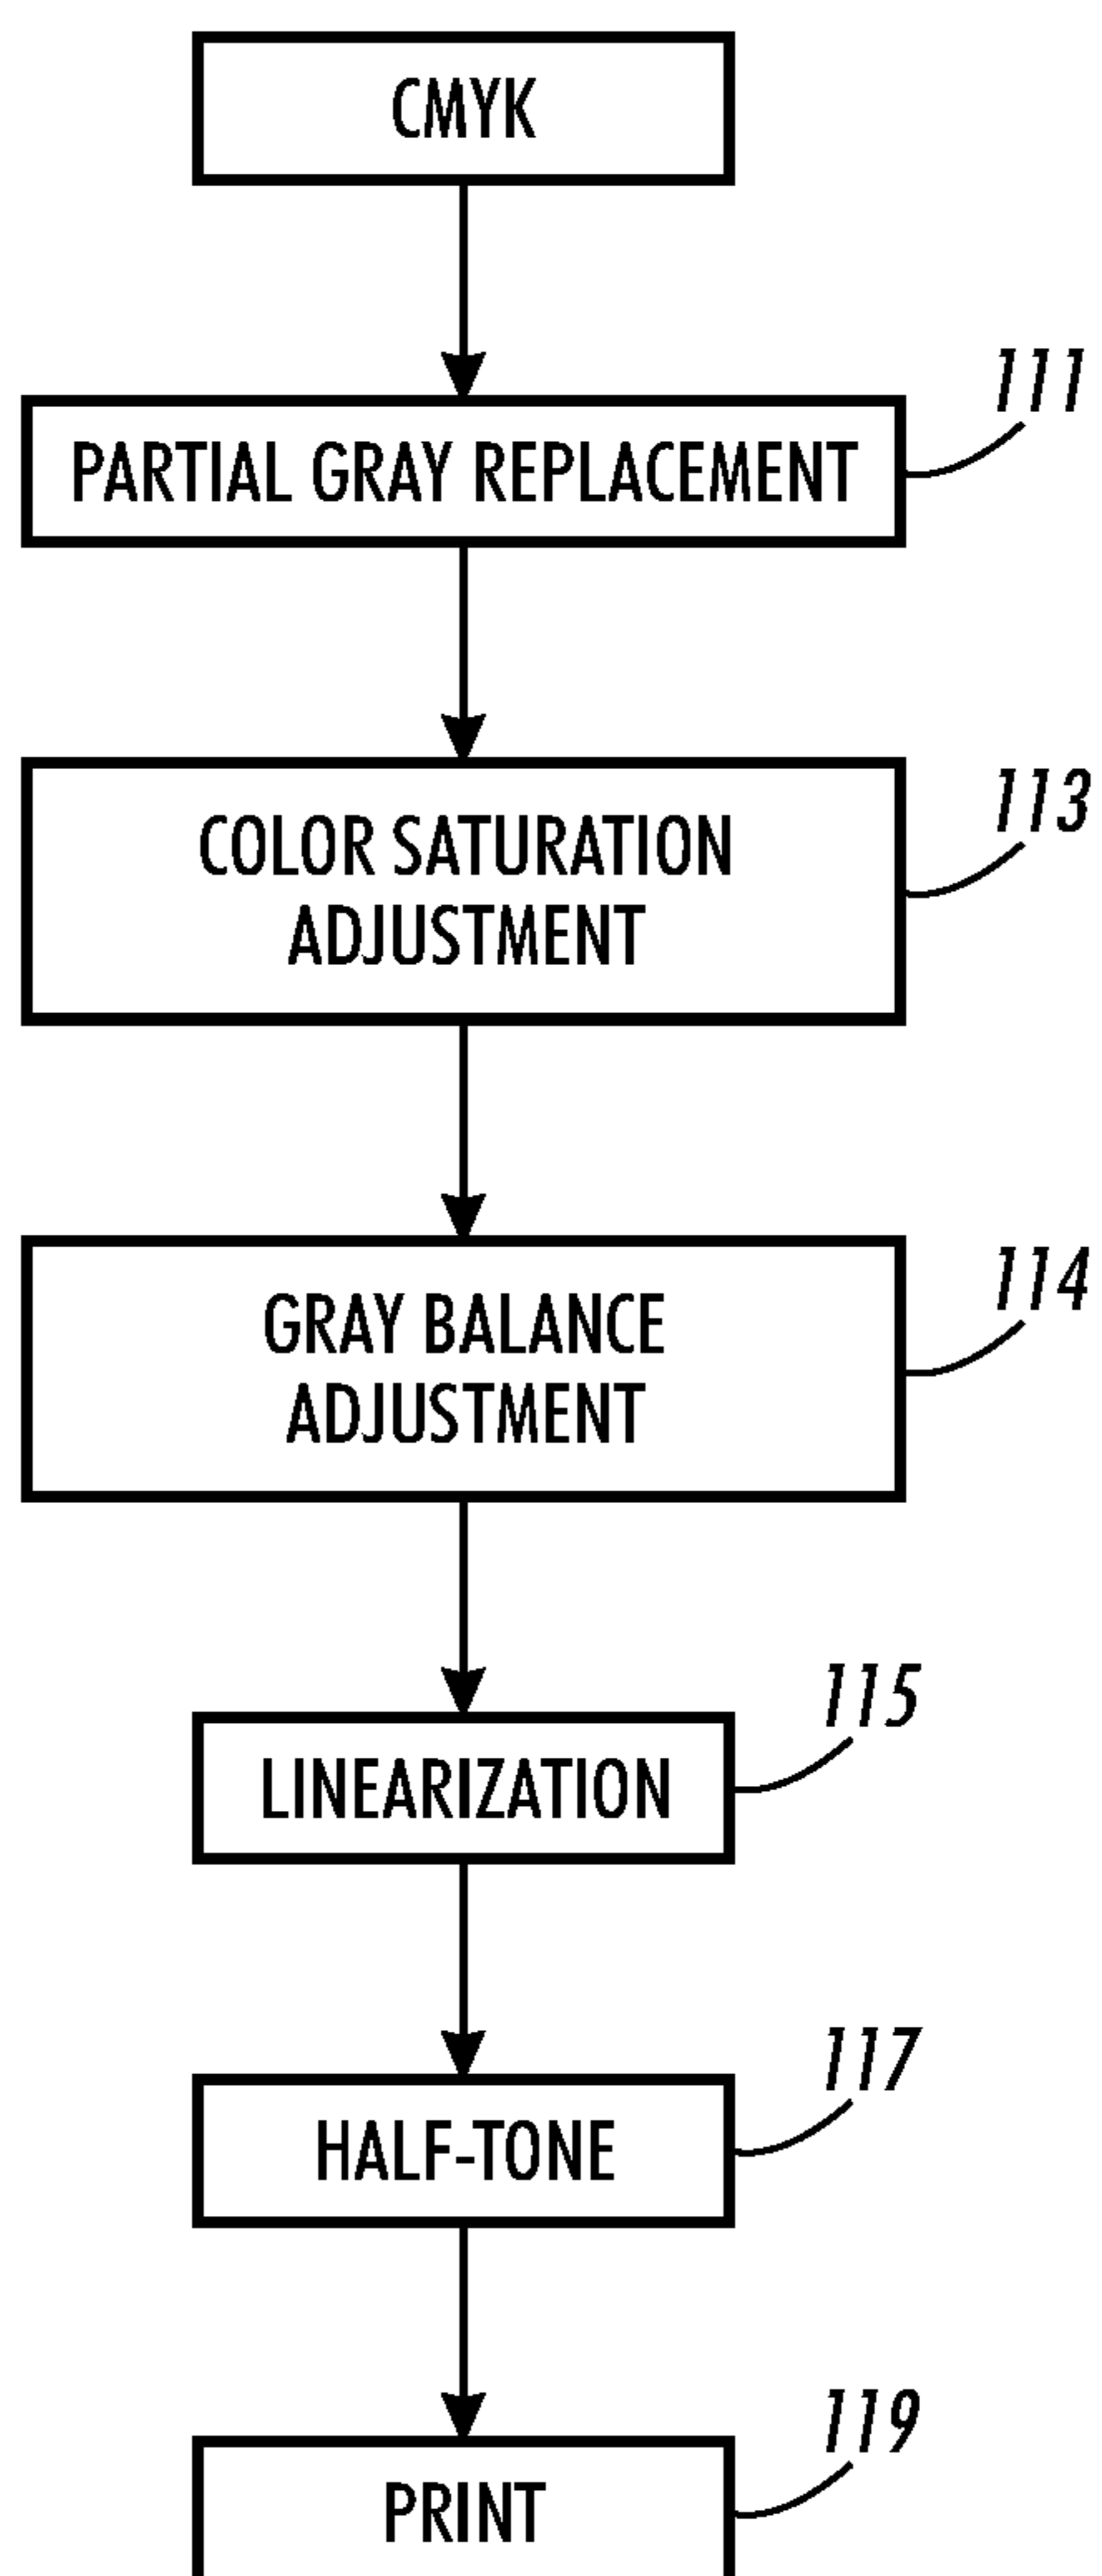 CMYK
111
PARTIAL GRAY REPLACEMENT
113
COLOR SATURATION
ADJUSTMENT
114
GRAY BALANCE
ADJUSTMENT
115
LINEARIZATION
117
HALF-TONE
119
PRINT